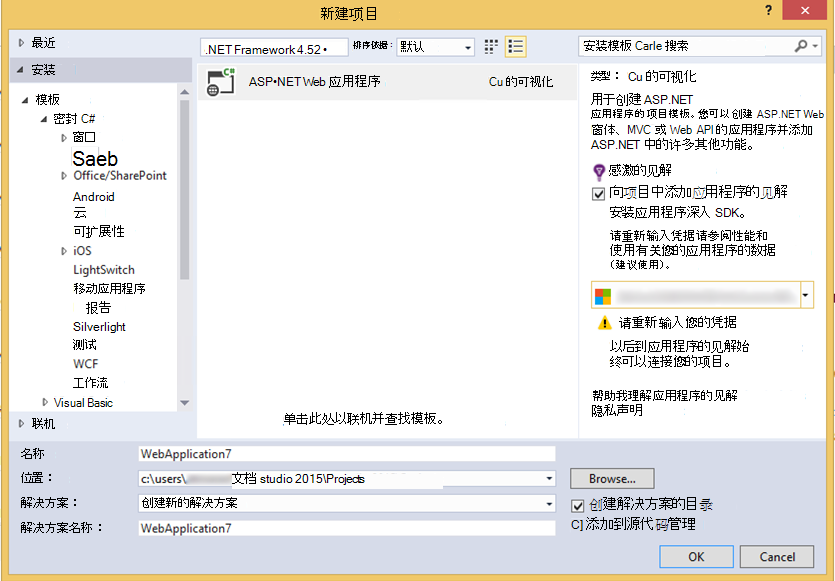 新建项目
?
最近
.NET Framework 4.52•
排序依据:
默认
安装模板 Carle 搜索
安装
模板
密封 C#
窗口
Saeb
Office/SharePoint
Android
云
可扩展性
iOS
LightSwitch
移动应用程序
报告
Silverlight
测试
WCF
工作流
Visual Basic
联机
ASP•NET Web 应用程序
Cu 的可视化
单击此处以联机并查找模板。
类型： Cu 的可视化
用于创建 ASP.NET
应用程序的项目模板。您可以创建 ASP.NET Web
窗体、MVC 或 Web API的应用程序并添加
ASP.NET 中的许多其他功能。
感激的见解
向项目中添加应用程序的见解
安装应用程序深入 SDK。
请重新输入凭据请参阅性能和
使用有关您的应用程序的数据
（建议使用）。
请重新输入您的凭据
以后到应用程序的见解始
终可以连接您的项目。
帮助我理解应用程序的见解
隐私声明
名称
WebApplication7
位置：
c:\users\
文档 studio 2015\Projects
Browse...
解决方案：
创建新的解决方案
创建解决方案的目录
解决方案名称：
WebApplication7
C]添加到源代码管理
OK
Cancel